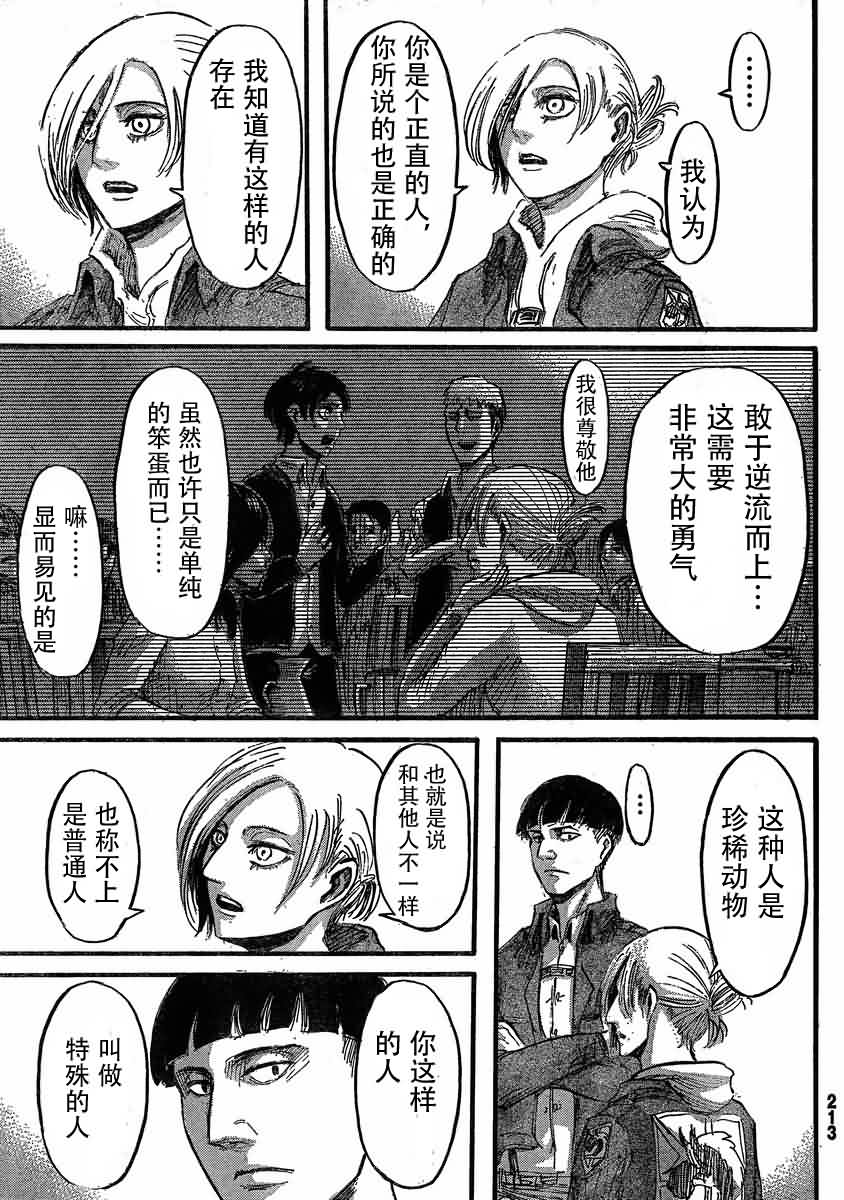 ……
我认为
你是个正直的人，
你所说的也是正确的
我知道有这样的人
存在
敢于逆流而上…
这需要
非常大的勇气
我很尊敬他
虽然也许只是单纯
的笨蛋而已……
嘛……
显而易见的是
这种人是
珍稀动物
…
也就是说
和其他人不一样
也称不上
是普通人
你这样
的人
叫做
特殊的人
213